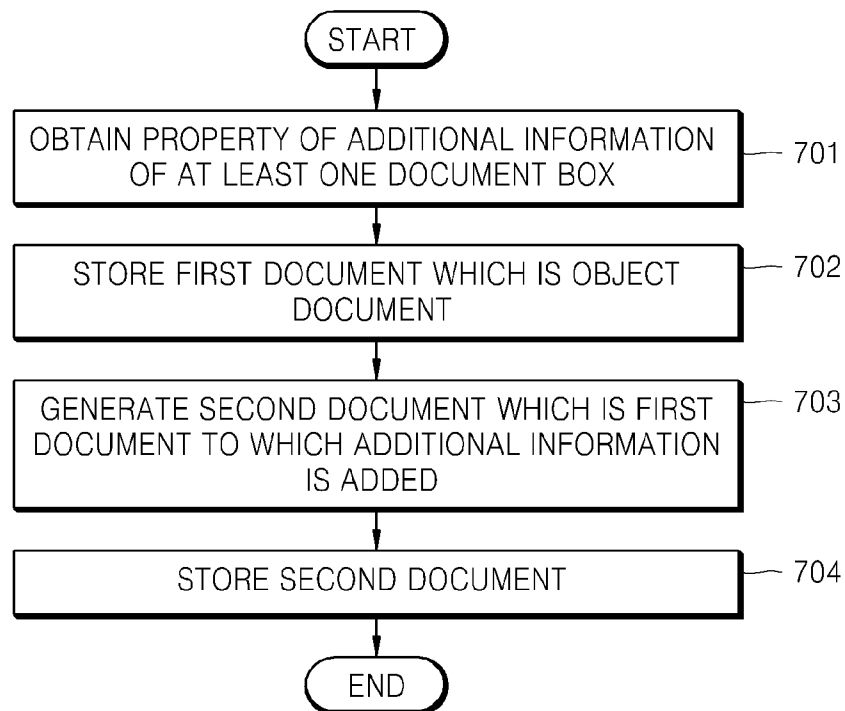 START
OBTAIN PROPERTY OF ADDITIONAL INFORMATION
OF AT LEAST ONE DOCUMENT BOX
701
STORE FIRST DOCUMENT WHICH IS OBJECT
DOCUMENT
702
GENERATE SECOND DOCUMENT WHICH IS FIRST
DOCUMENT TO WHICH ADDITIONAL INFORMATION
IS ADDED
703
STORE SECOND DOCUMENT
704
END